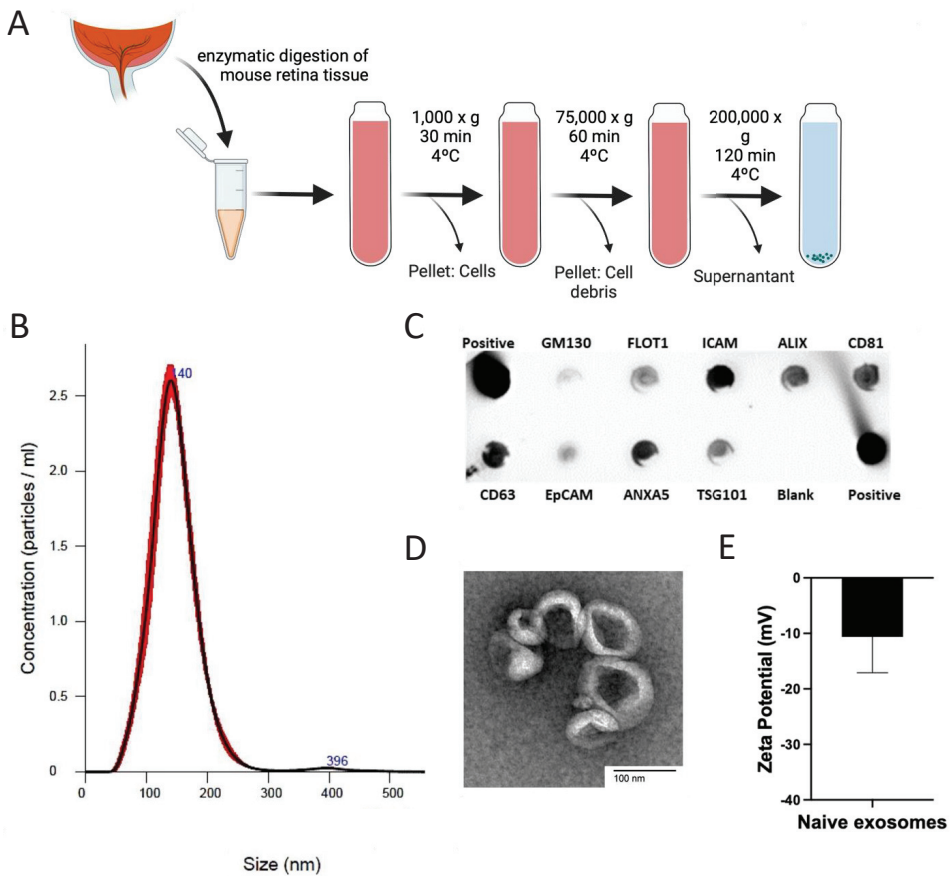 A
enzymatic digestion of
mouse retina tissue
1,000 x g
30 min
4ºC
75,000 x g
60 min
4ºC
200,000 x
g
120 min
4ºC
Pellet: Cells
Pellet: Cell
debris
Supernantant
B
Concentration (particles / ml)
2.5
2.0
1.5
1.0
0.5
0
140
396
0 100 200 300 400 500
Size (nm)
C
Positive GM130 FLOT1 ICAM ALIX CD81
CD63 EpCAM ANXA5 TSG101 Blank Positive
D
100 nm
E
Zeta Potential (mV)
0
-10
-20
-30
-40
Naive exosomes